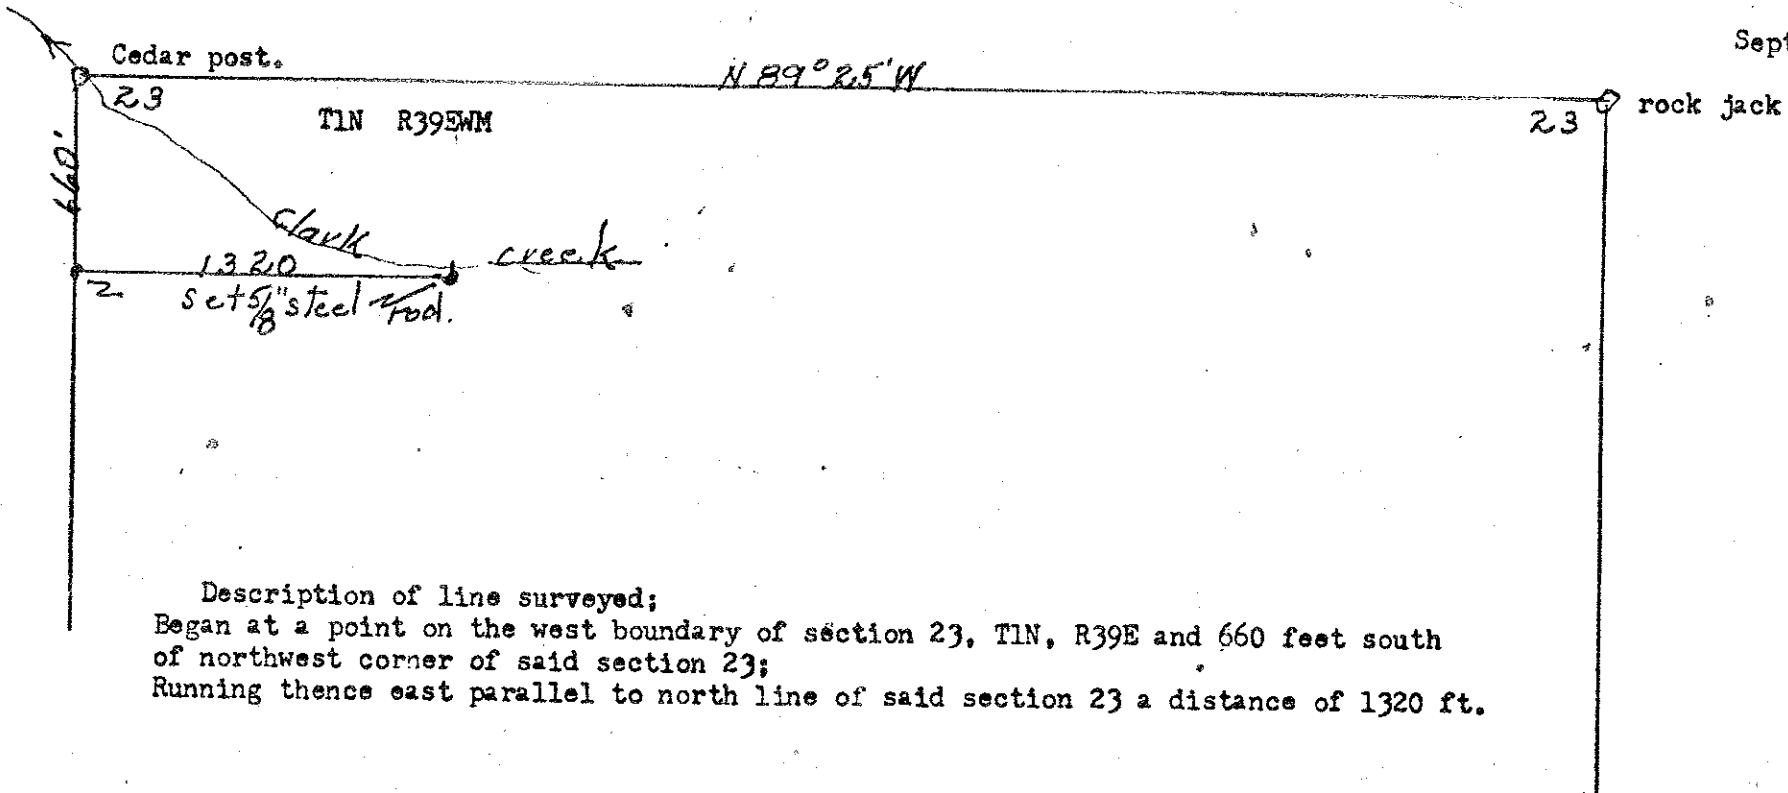 Sept
Cedar post.
N 89° 25' W
23
T1N R39EWM
23
rock jack
660'
Clark creek
1320
2
set 5/8" steel rod.
Description of line surveyed;
Began at a point on the west boundary of section 23, T1N, R39E and 660 feet south
of northwest corner of said section 23;
Running thence east parallel to north line of said section 23 a distance of 1320 ft.